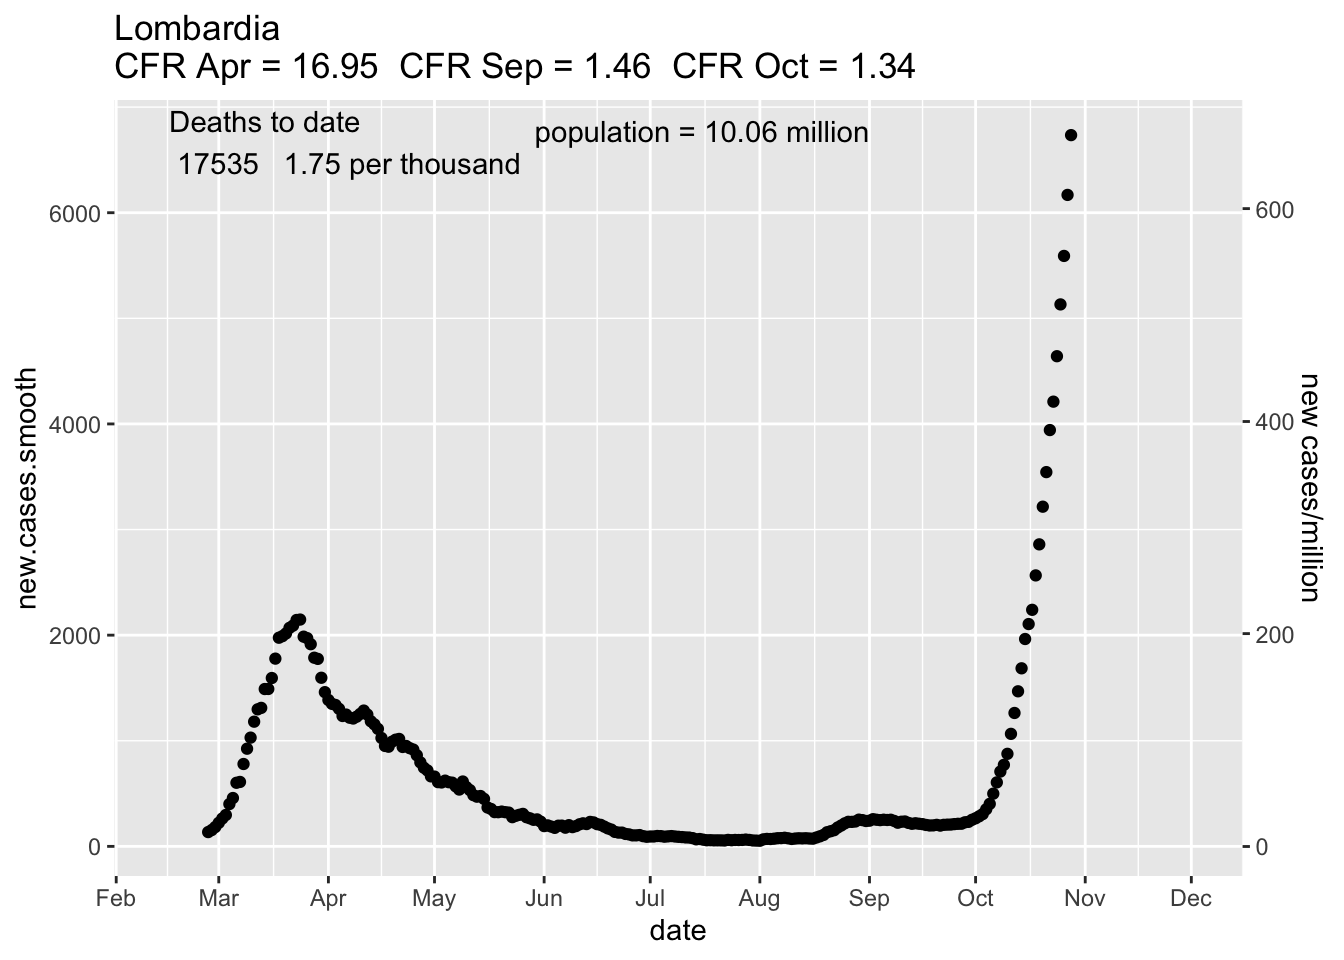 Lombardia
CFR Apr = 16.95  CFR Sep = 1.46  CFR Oct = 1.34
Deaths to date
17535   1.75 per thousand
population = 10.06 million
new.cases.smooth
6000
4000
2000
0
600
400
200
0
new cases/million
Feb Mar Apr May Jun Jul Aug Sep Oct Nov Dec
date